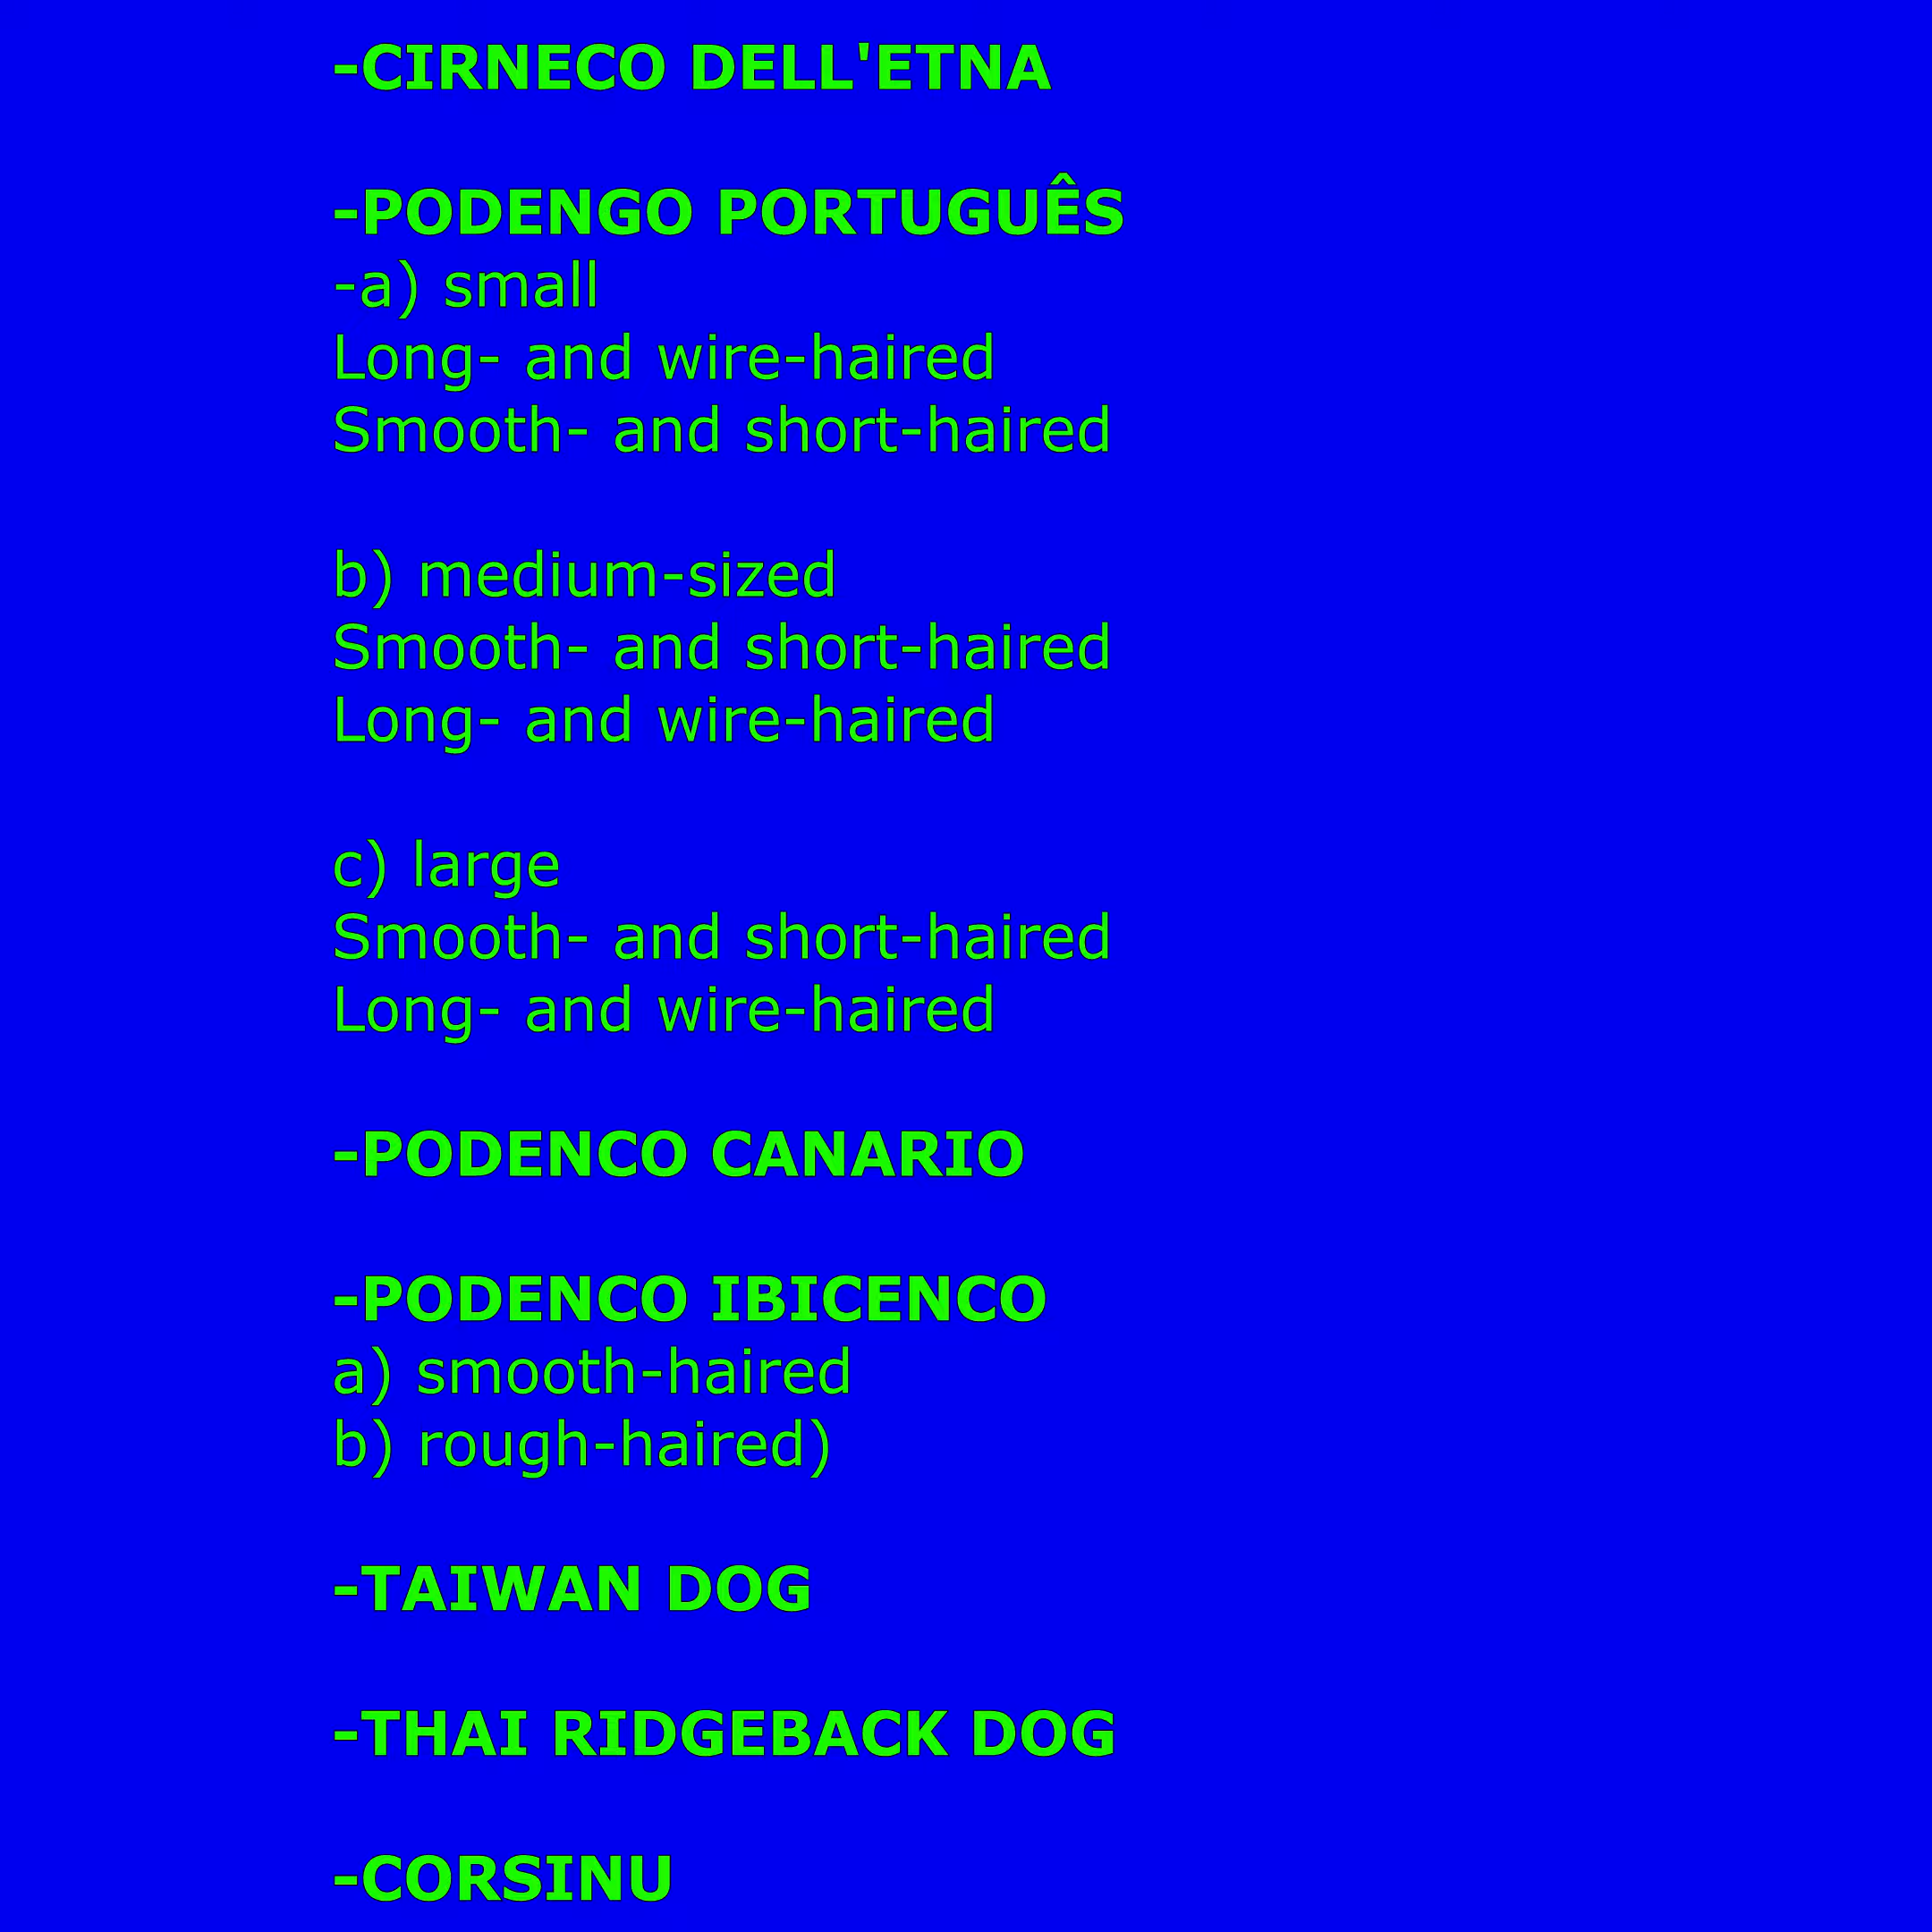 -CIRNECO DELL'ETNA
-PODENGO PORTUGUÊS
-a) small
Long- and wire-haired
Smooth- and short-haired
b) medium-sized
Smooth- and short-haired
Long- and wire-haired
c) large
Smooth- and short-haired
Long- and wire-haired
-PODENCO CANARIO
-PODENCO IBICENCO
a) smooth-haired
b) rough-haired)
-TAIWAN DOG
-THAI RIDGEBACK DOG
-CORSINU